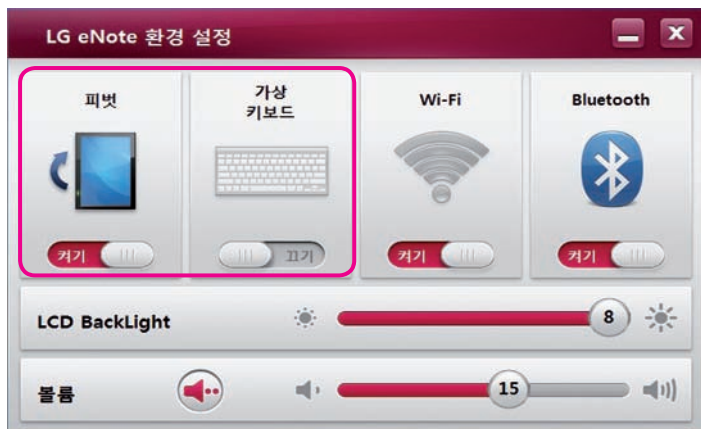 LG eNote 환경 설정
피벗
가상
키보드
Wi-Fi
Bluetooth
켜기
끄기
켜기
켜기
LCD BackLight
8
볼륨
15